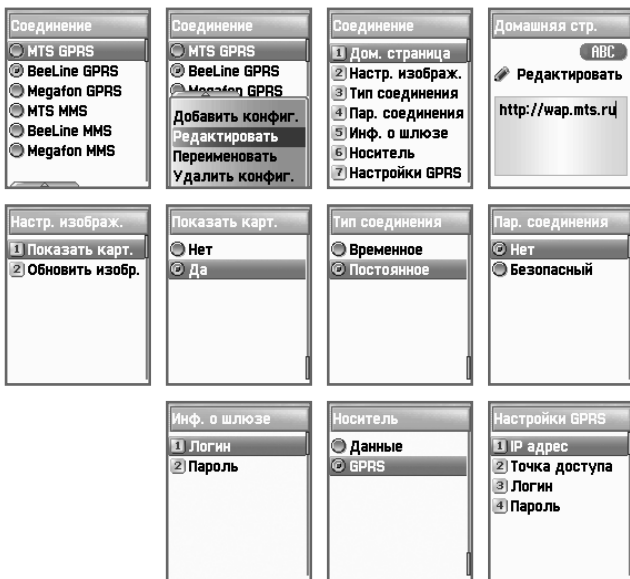 Соединение
MTS GPRS
BeeLine GPRS
Megafon GPRS
MTS MMS
BeeLine MMS
Megafon MMS
Соединение
MTS GPRS
BeeLine GPRS
Megafon GPRS
Добавить конфиг.
Редактировать
Переименовать
Удалить конфиг.
Соединение
1 Дом. страница
2 Настр. изображ.
3 Тип соединения
4 Пар. соединения
5 Инф. о шлюзе
6 Носитель
7 Настройки GPRS
Домашняя стр.
ABC
Редактировать
http://wap.mts.ru
Настр. изображ.
1 Показать карт.
2 Обновить изобр.
Показать карт.
Нет
Да
Тип соединения
Временное
Постоянное
Пар. соединения
Нет
Безопасный
Инф. о шлюзе
1 Логин
2 Пароль
Носитель
Данные
GPRS
Настройки GPRS
1 IP адрес
2 Точка доступа
3 Логин
4 Пароль